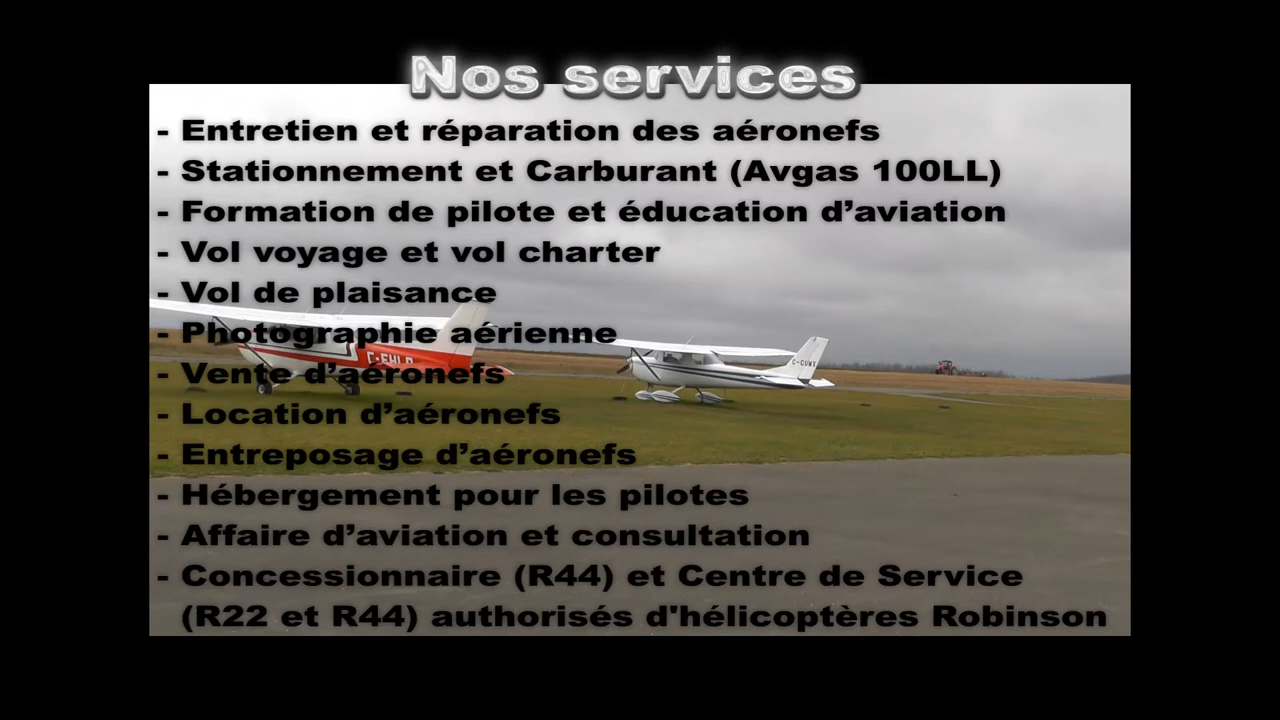 Nos services
- Entretien et réparation des aéronefs
- Stationnement et Carburant (Avgas 100LL)
- Formation de pilote et éducation d’aviation
- Vol voyage et vol charter
- Vol de plaisance
- Photographie aérienne
- Vente d’aéronefs
- Location d’aéronefs
- Entreposage d’aéronefs
- Hébergement pour les pilotes
- Affaire d’aviation et consultation
- Concessionnaire (R44) et Centre de Service
(R22 et R44) authorisés d'hélicoptères Robinson